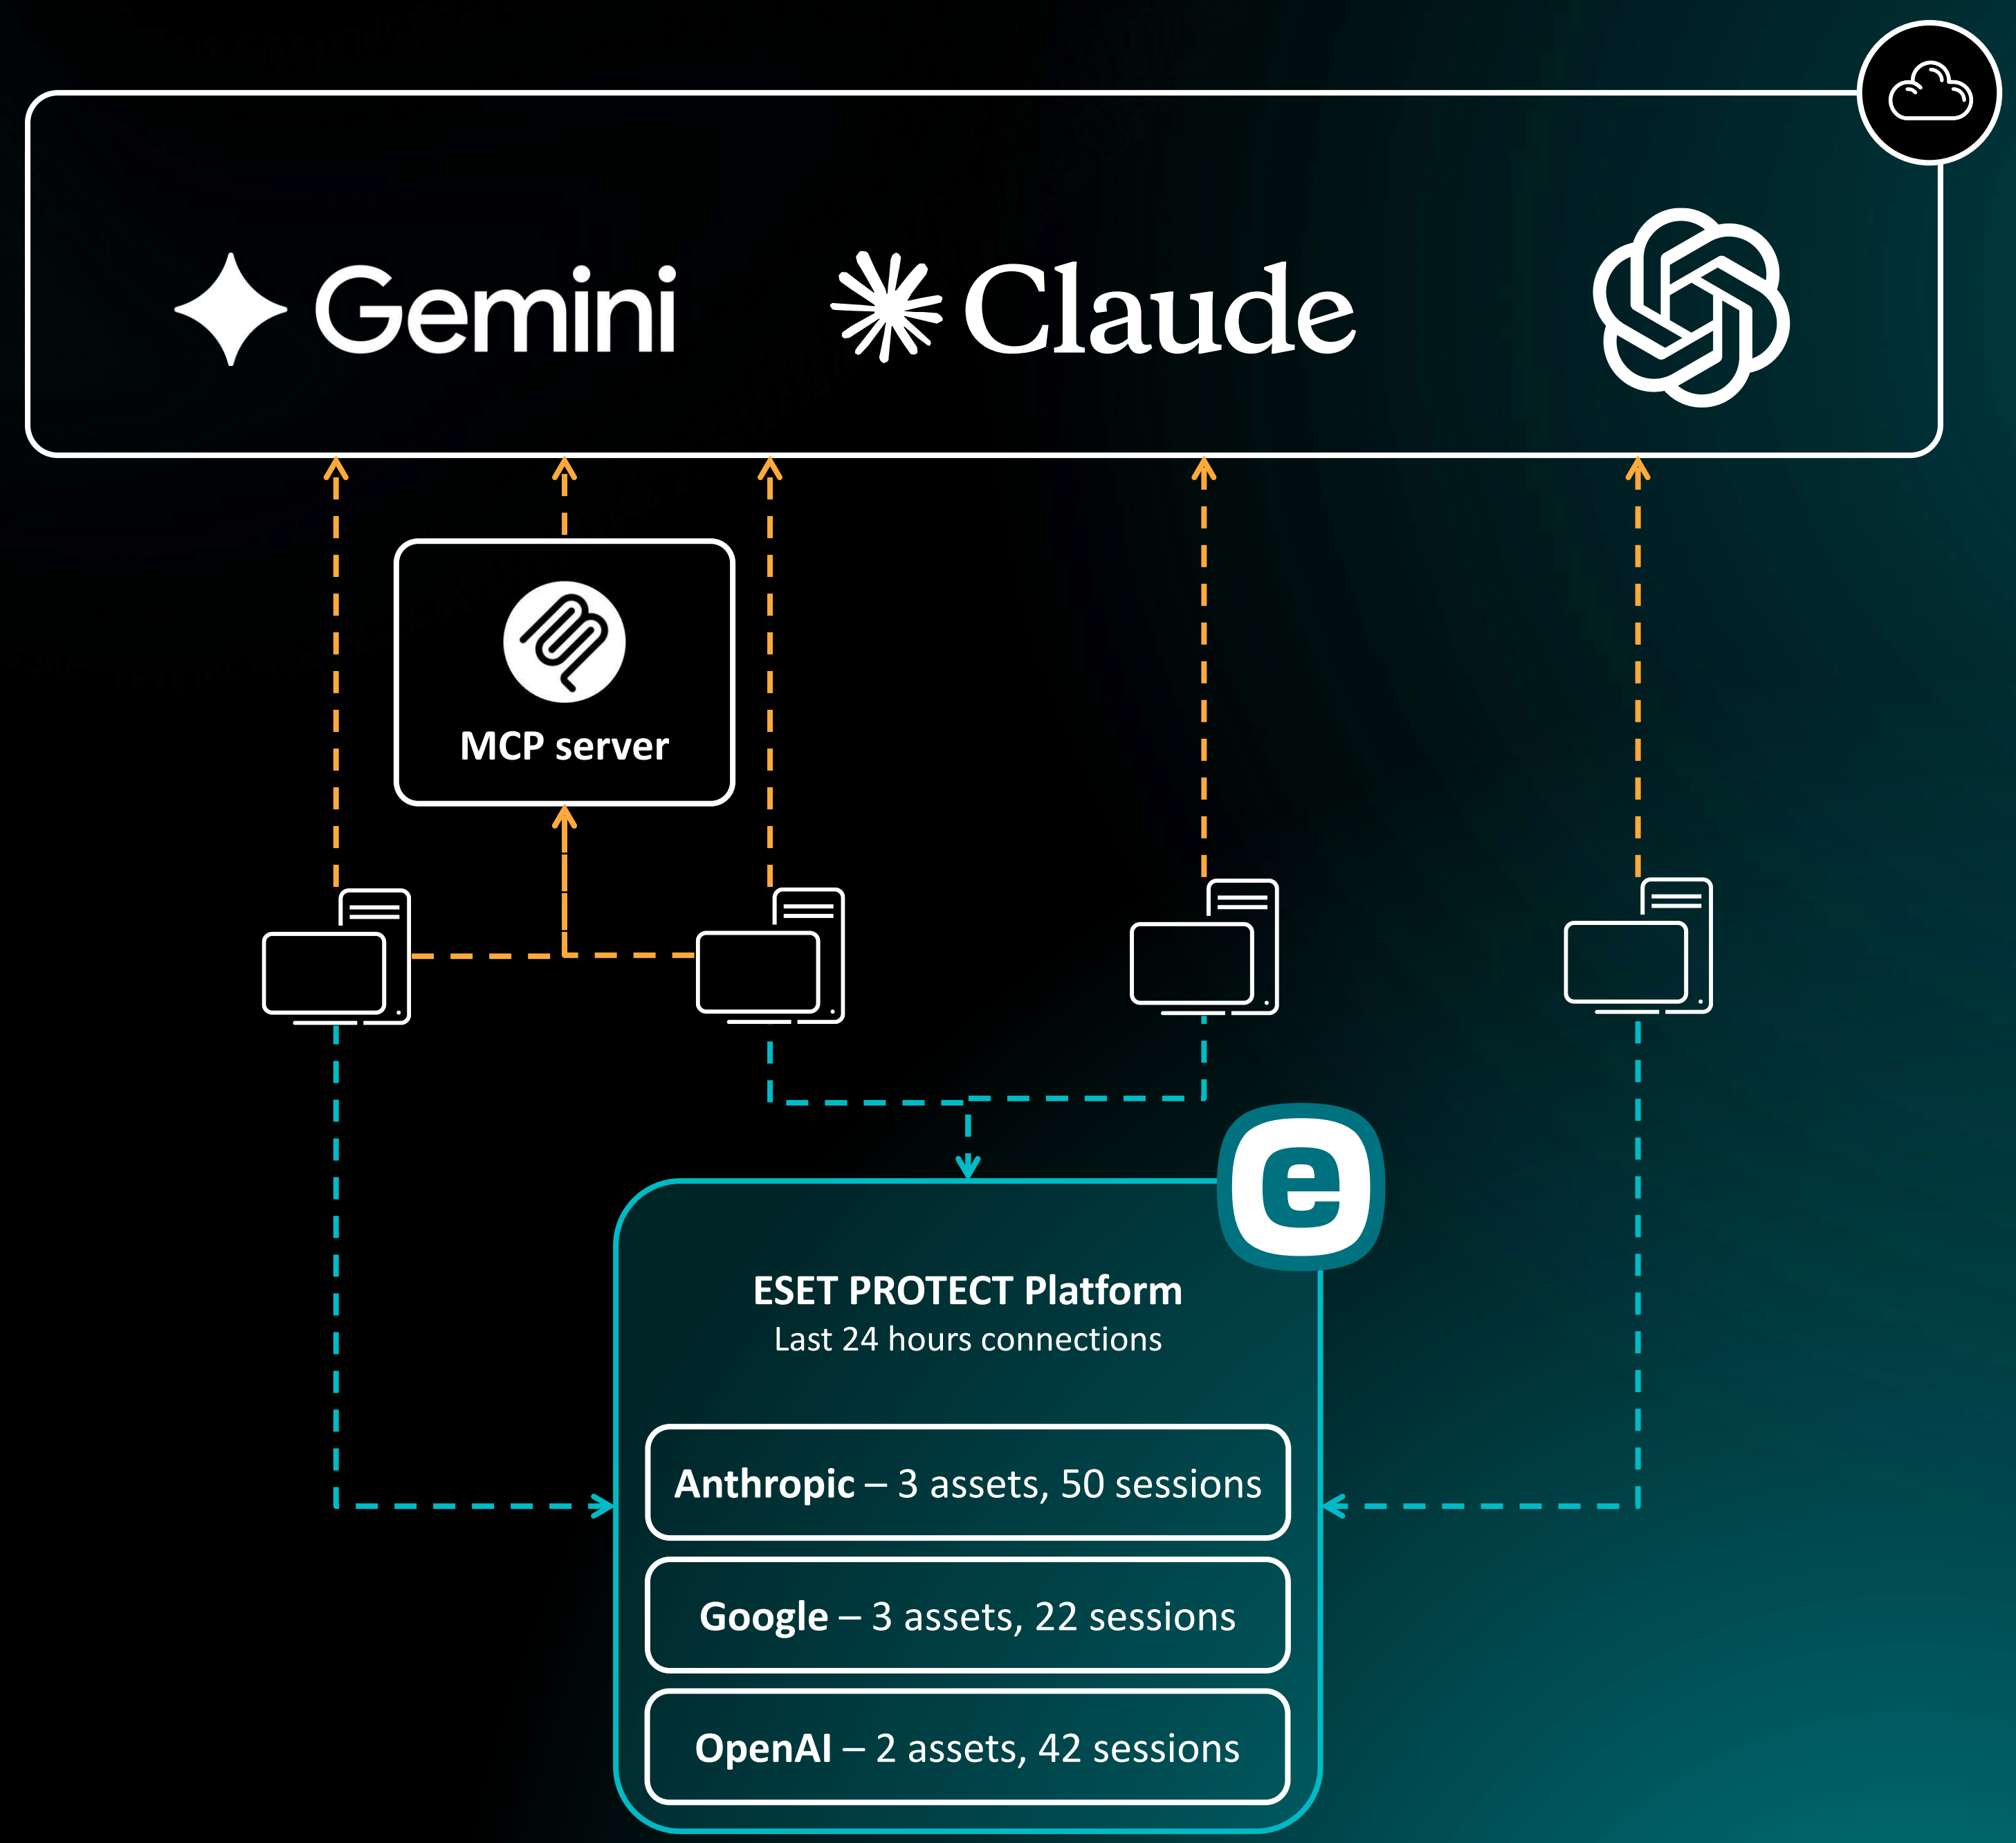 Gemini
Claude
MCP server
e
ESET PROTECT Platform
Last 24 hours connections
Anthropic – 3 assets, 50 sessions
Google – 3 assets, 22 sessions
OpenAI – 2 assets, 42 sessions